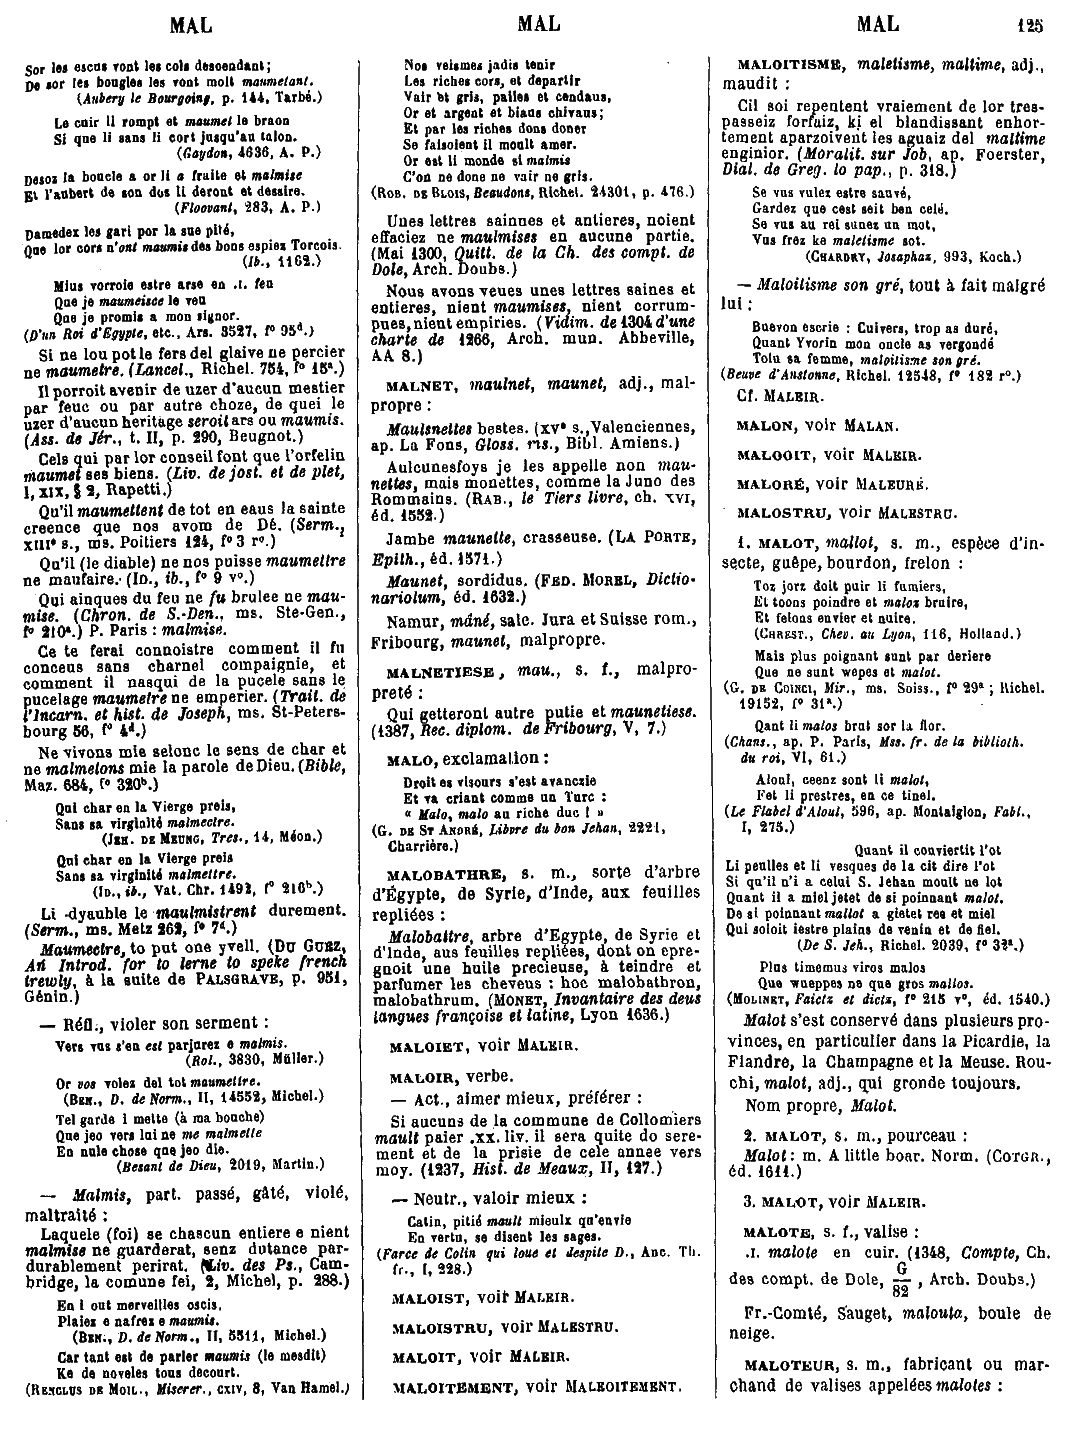 MAL MAL MAL 125
Sor les escus vont les cols descendant;
De sor les bougles les vont molt maumetant.
(Aubery le Bourgoing, p. 144, Tarbé.)
Le cuir li rompt et maumet le braon
Si que li sans li cort jusqu'au talon.
(Gaydon, 4636, A. P.)
Desoz la boucle a or li a fruite et malmise
Et l'aubert de son dos li deront et dessire.
(Floovant, 283, A. P.)
Damedex les gari por la sue pité,
Que lor cors n'ont maumis des bons espiez Torcois.
(Ib., 1162.)
Mius vorroie estre arse en .I. feu
Que je maumeisce le veu
Que je promis a mon signor.
(D'un Roi d'Egypte, etc., Ars. 3527, f° 95d.)
Si ne lou pot le fers del glaive ne percier
ne maumetre. (Lancel., Richel. 754, f° 15a.)
Il porroit avenir de uzer d'aucun mestier
par feuc ou par autre choze, de quei le
uzer d'aucun heritage seroit ars ou maumis.
(Ass. de Jér., t. II, p. 290, Beugnot.)
Cels qui par lor conseil font que l'orfelin
maumet ses biens. (Liv. de jost. et de plet,
I, XIX, § 2, Rapetti.)
Qu'il maumettent de tot en eaus la sainte
creence que nos avom de Dé. (Serm.,
XIIIe s., ms. Poitiers 124, f° 3 r°.)
Qu'il (le diable) ne nos puisse maumettre
ne maufaire. (Id., ib., f° 9 v°.)
Qui ainques du feu ne fu brulee ne mau-
mise. (Chron. de S.-Den., ms. Ste-Gen.,
f° 210a.) P. Paris : malmise.
Ce te ferai connoistre comment il fu
conceus sans charnel compaignie, et
comment il nasqui de la pucele sans le
pucelage maumetre ne emperier. (Trait. de
l'Incarn. et hist. de Joseph, ms. St-Peters-
bourg 56, f° 4d.)
Ne vivons mie selonc le sens de char et
ne malmetons mie la parole de Dieu. (Bible,
Maz. 684, f° 320b.)
Qui char en la Vierge preis,
Sans sa virginité malmectre.
(Jeh. de Meung, Tres., 14, Méon.)
Qui char en la Vierge preis
Sans sa virginité malmettre.
(Id., ib., Vat. Chr. 1492, f° 216b.)
Li dyauble le maulmistrent durement.
(Serm., ms. Metz 262, f° 7d.)
Maumectre, to put one yvell. (Du Guez,
An Introd. for to lerne to speke french
trewly, à la suite de Palsgrave, p. 951,
Génin.)
— Réfl., violer son serment :
Vers vus s'en est parjurez e malmis.
(Rol., 3830, Müller.)
Or vos volez del tot maumettre.
(Ben., D. de Norm., II, 14552, Michel.)
Tel garde i mette (à ma bouche)
Que jeo vers lui ne me malmette
En nule chose que jeo die.
(Besant de Dieu, 2019, Martin.)
— Malmis, part. passé, gâté, violé,
maltraité :
Laquele (foi) se chascun entiere e nient
malmise ne guarderat, senz dutance par-
durablement perirat. (Liv. des Ps., Cam-
bridge, la comune fei, 2, Michel, p. 288.)
En i out merveilles ocis,
Plaiez e nafrez e maumis.
(Ben., D. de Norm., II, 5511, Michel.)
Car tant est de parler maumis (le mesdit)
Ke de noveles tous decourt.
(Renclus de Moil., Miserer., CXIV, 8, Van Hamel.)
Nos veismes jadis tenir
Les riches cors, et departir
Vair et gris, pailes et cendaus,
Or et argent et biaus chivaus;
Et par les riches dons doner
Se faisoient il moult amer.
Or est li monde si malmis
C'on ne done ne vair ne gris.
(Rob. de Blois, Beaudons, Richel. 24301, p. 476.)
Unes lettres sainnes et antieres, noient
effaciez ne maulmises en aucune partie.
(Mai 1300, Quitt. de la Ch. des compt. de
Dole, Arch. Doubs.)
Nous avons veues unes lettres saines et
entieres, nient maumises, nient corrum-
pues, nient empiries. (Vidim. de 1304 d'une
charte de 1266, Arch. mun. Abbeville,
AA 8.)
MALNET, maulnet, maunet, adj., mal-
propre :
Maulsnettes bestes. (XVe s., Valenciennes,
ap. La Fons, Gloss. ms., Bibl. Amiens.)
Aulcunesfoys je les appelle non mau-
nettes, mais monettes, comme la Juno des
Rommains. (Rab., le Tiers livre, ch. XVI,
éd. 1552.)
Jambe maunette, crasseuse. (La Porte,
Epith., éd. 1571.)
Maunet, sordidus. (Fed. Morel, Dictio-
nariolum, éd. 1632.)
Namur, māné, sale. Jura et Suisse rom.,
Fribourg, maunet, malpropre.
MALNETIESE, mau., s. f., malpro-
preté :
Qui getteront autre putie et maunetiese.
(1387, Rec. diplom. de Fribourg, V, 7.)
MALO, exclamation :
Droit es visours s'est avanczie
Et va criant comme un Turc :
« Malo, malo au riche duc ! »
(G. de St André, Libvre du bon Jehan, 2221,
Charrière.)
MALOBATHRE, s. m., sorte d'arbre
d'Égypte, de Syrie, d'Inde, aux feuilles
repliées :
Malobattre, arbre d'Egypte, de Syrie et
d'Inde, aus feuilles repliées, dont on epre-
gnoit une huile precieuse, à teindre et
parfumer les cheveus : hoc malobathron,
malobathrum. (Monet, Invantaire des deus
langues françoise et latine, Lyon 1636.)
MALOIET, voir Maleir.
MALOIR, verbe.
— Act., aimer mieux, préférer :
Si aucuns de la commune de Collomiers
mault paier .XX. liv. il sera quite do sere-
ment et de la prisie de cele annee vers
moy. (1237, Hist. de Meaux, II, 127.)
— Neutr., valoir mieux :
Catin, pitié mault mieulx qu'envie
En vertu, se disent les sages.
(Farce de Colin qui loue et despite D., Anc. Th.
fr., I, 228.)
MALOIST, voir Maleir.
MALOISTRU, voir Malestru.
MALOIT, voir Maleir.
MALOITEMENT, voir Maleoitement.
MALOITISME, maletisme, maltime, adj.,
maudit :
Cil soi repentent vraiement de lor tres-
passeiz forfaiz, ki el blandissant enhor-
tement aparzoivent les aguaiz del maltime
enginior. (Moralit. sur Job, ap. Foerster,
Dial. de Greg. lo pap., p. 318.)
Se vus vulez estre sauvé,
Gardez que cest seit ben celé.
Se vus au rei sunez un mot,
Vus frez ke maletisme sot.
(Chardry, Josaphaz, 993, Koch.)
— Maloitisme son gré, tout à fait malgré
lui :
Buevon escrie : Cuivers, trop as duré,
Quant Yvorin mon oncle as vergondé
Tolu sa femme, maloitisme son gré.
(Beuve d'Anstonne, Richel. 12548, f° 182 r°.)
Cf. Maleir.
MALON, voir Malan.
MALOOIT, voir Maleir.
MALORÉ, voir Maleuré.
MALOSTRU, voir Malestru.
1. MALOT, mallot, s. m., espèce d'in-
secte, guêpe, bourdon, frelon :
Toz jorz doit puir li fumiers,
Et toons poindre et maloz bruire,
Et felons envier et nuire.
(Chrest., Chev. au Lyon, 116, Holland.)
Mais plus poignant sunt par deriere
Que ne sunt wepes et malot.
(G. de Coinci, Mir., ms. Soiss., f° 29a ; Richel.
19152, f° 31a.)
Qant li malos brut sor la flor.
(Chans., ap. P. Paris, Mss. fr. de la biblioth.
du roi, VI, 61.)
Aloul, ceenz sont li malot,
Fet li prestres, en ce tinel.
(Le Flabel d'Aloul, 596, ap. Montaiglon, Fabl.,
I, 275.)
Quant il conviertit l'ot
Li peulles et li vesques de la cit dire l'ot
Si qu'il n'i a celui S. Jehan moult ne lot
Quant il a miel jetet de si poinnant malot.
De si poinnant mallot a gietet ree et miel
Qui soloit iestre plains de venin et de fiel.
(De S. Jeh., Richel. 2039, f° 32a.)
Plus timemus viros malos
Que wueppes ne que gros mallos.
(Molinet, Faictz et dictz, f° 215 v°, éd. 1540.)
Malot s'est conservé dans plusieurs pro-
vinces, en particulier dans la Picardie, la
Flandre, la Champagne et la Meuse. Rou-
chi, malot, adj., qui gronde toujours.
Nom propre, Malot.
2. MALOT, s. m., pourceau :
Malot : m. A little boar. Norm. (Cotgr.,
éd. 1611.)
3. MALOT, voir Maleir.
MALOTE, s. f., valise :
.I. malote en cuir. (1348, Compte, Ch.
des compt. de Dole, G/82, Arch. Doubs.)
Fr.-Comté, Sauget, malouta, boule de
neige.
MALOTEUR, s. m., fabricant ou mar-
chand de valises appelées malotes :